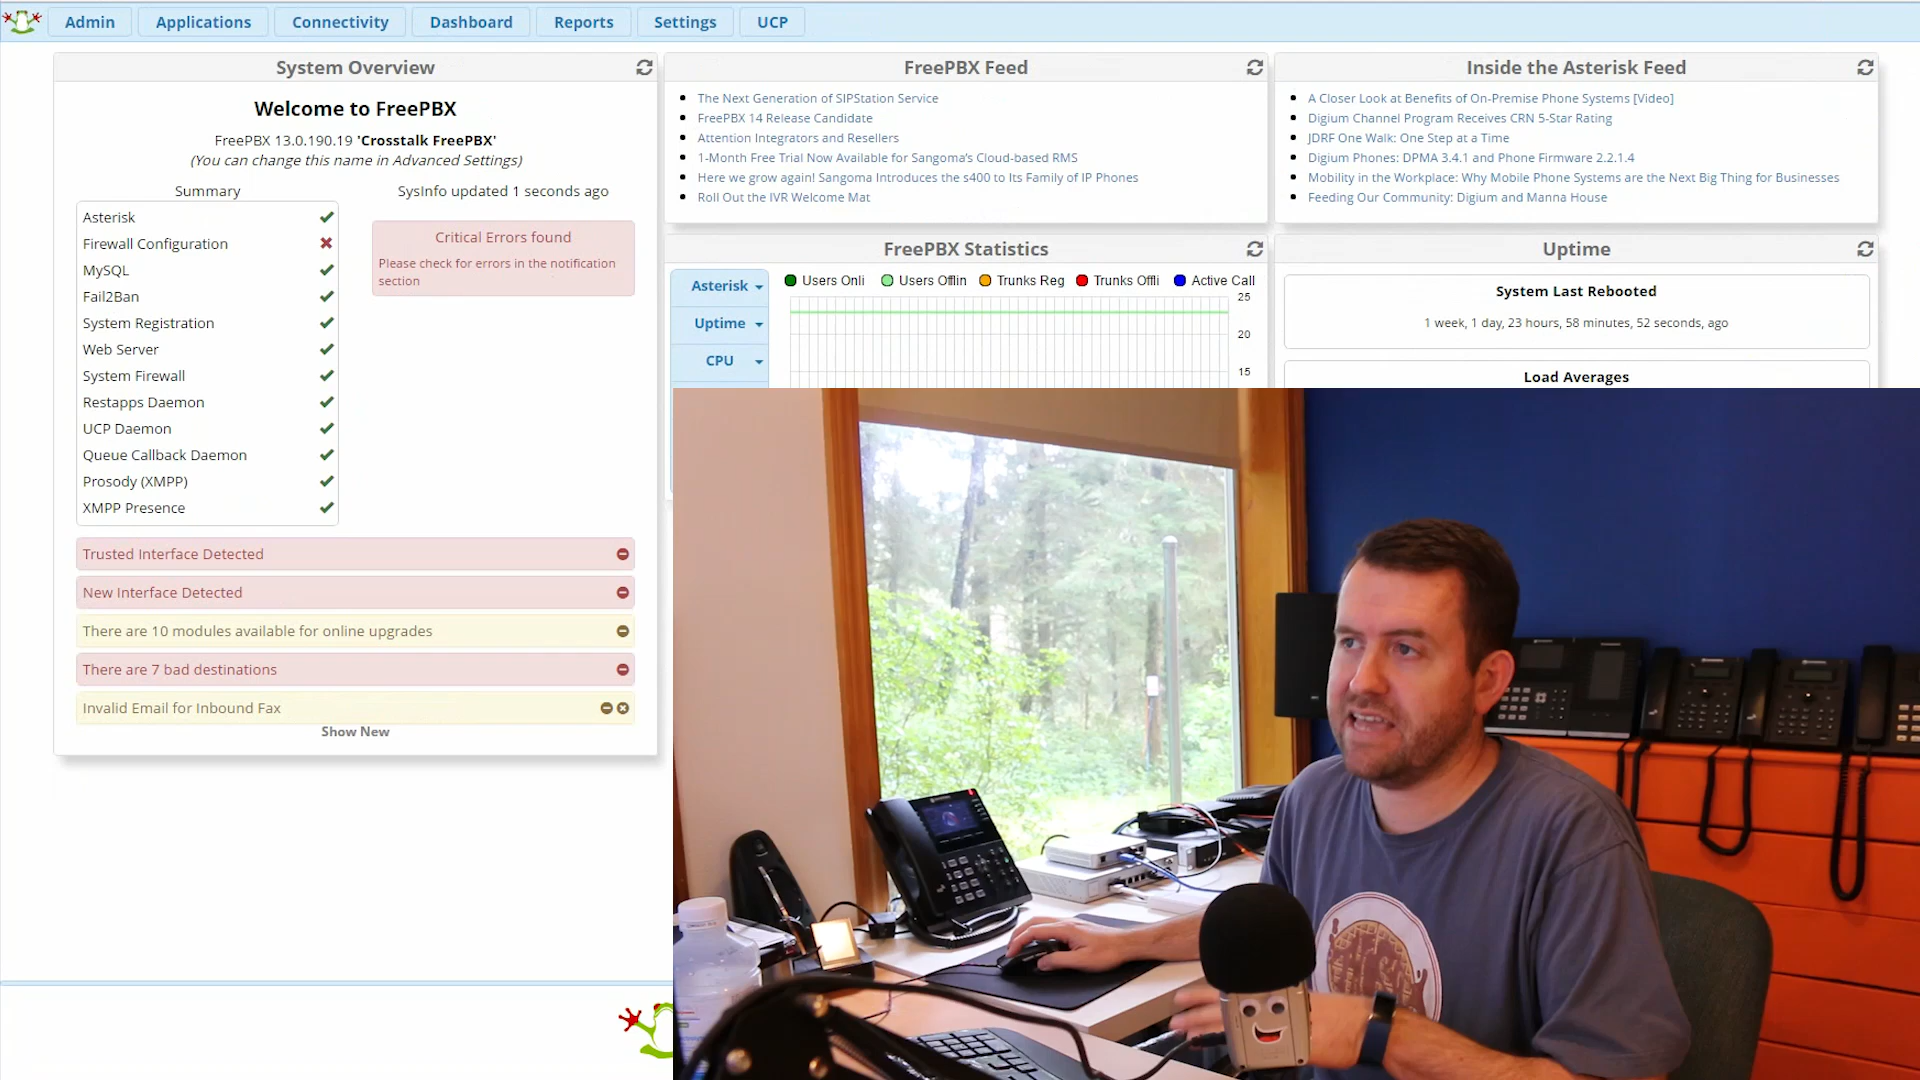 Admin
Applications
Connectivity
Dashboard
Reports
Settings
UCP
System Overview
Welcome to FreePBX
FreePBX 13.0.190.19 'Crosstalk FreePBX'
(You can change this name in Advanced Settings)
Summary
SysInfo updated 1 seconds ago
Asterisk
Firewall Configuration
MySQL
Fail2Ban
System Registration
Web Server
System Firewall
Restapps Daemon
UCP Daemon
Queue Callback Daemon
Prosody (XMPP)
XMPP Presence
Critical Errors found
Please check for errors in the notification
section
Trusted Interface Detected
New Interface Detected
There are 10 modules available for online upgrades
There are 7 bad destinations
Invalid Email for Inbound Fax
Show New
FreePBX Feed
The Next Generation of SIPStation Service
FreePBX 14 Release Candidate
Attention Integrators and Resellers
1-Month Free Trial Now Available for Sangoma's Cloud-based RMS
Here we grow again! Sangoma Introduces the s400 to Its Family of IP Phones
Roll Out the IVR Welcome Mat
Inside the Asterisk Feed
A Closer Look at Benefits of On-Premise Phone Systems [Video]
Digium Channel Program Receives CRN 5-Star Rating
JDRF One Walk: One Step at a Time
Digium Phones: DPMA 3.4.1 and Phone Firmware 2.2.1.4
Mobility in the Workplace: Why Mobile Phone Systems are the Next Big Thing for Businesses
Feeding Our Community: Digium and Manna House
FreePBX Statistics
Asterisk
Uptime
CPU
Users Onli
Users Offlin
Trunks Reg
Trunks Offli
Active Call
25
20
15
Uptime
System Last Rebooted
1 week, 1 day, 23 hours, 58 minutes, 52 seconds, ago
Load Averages